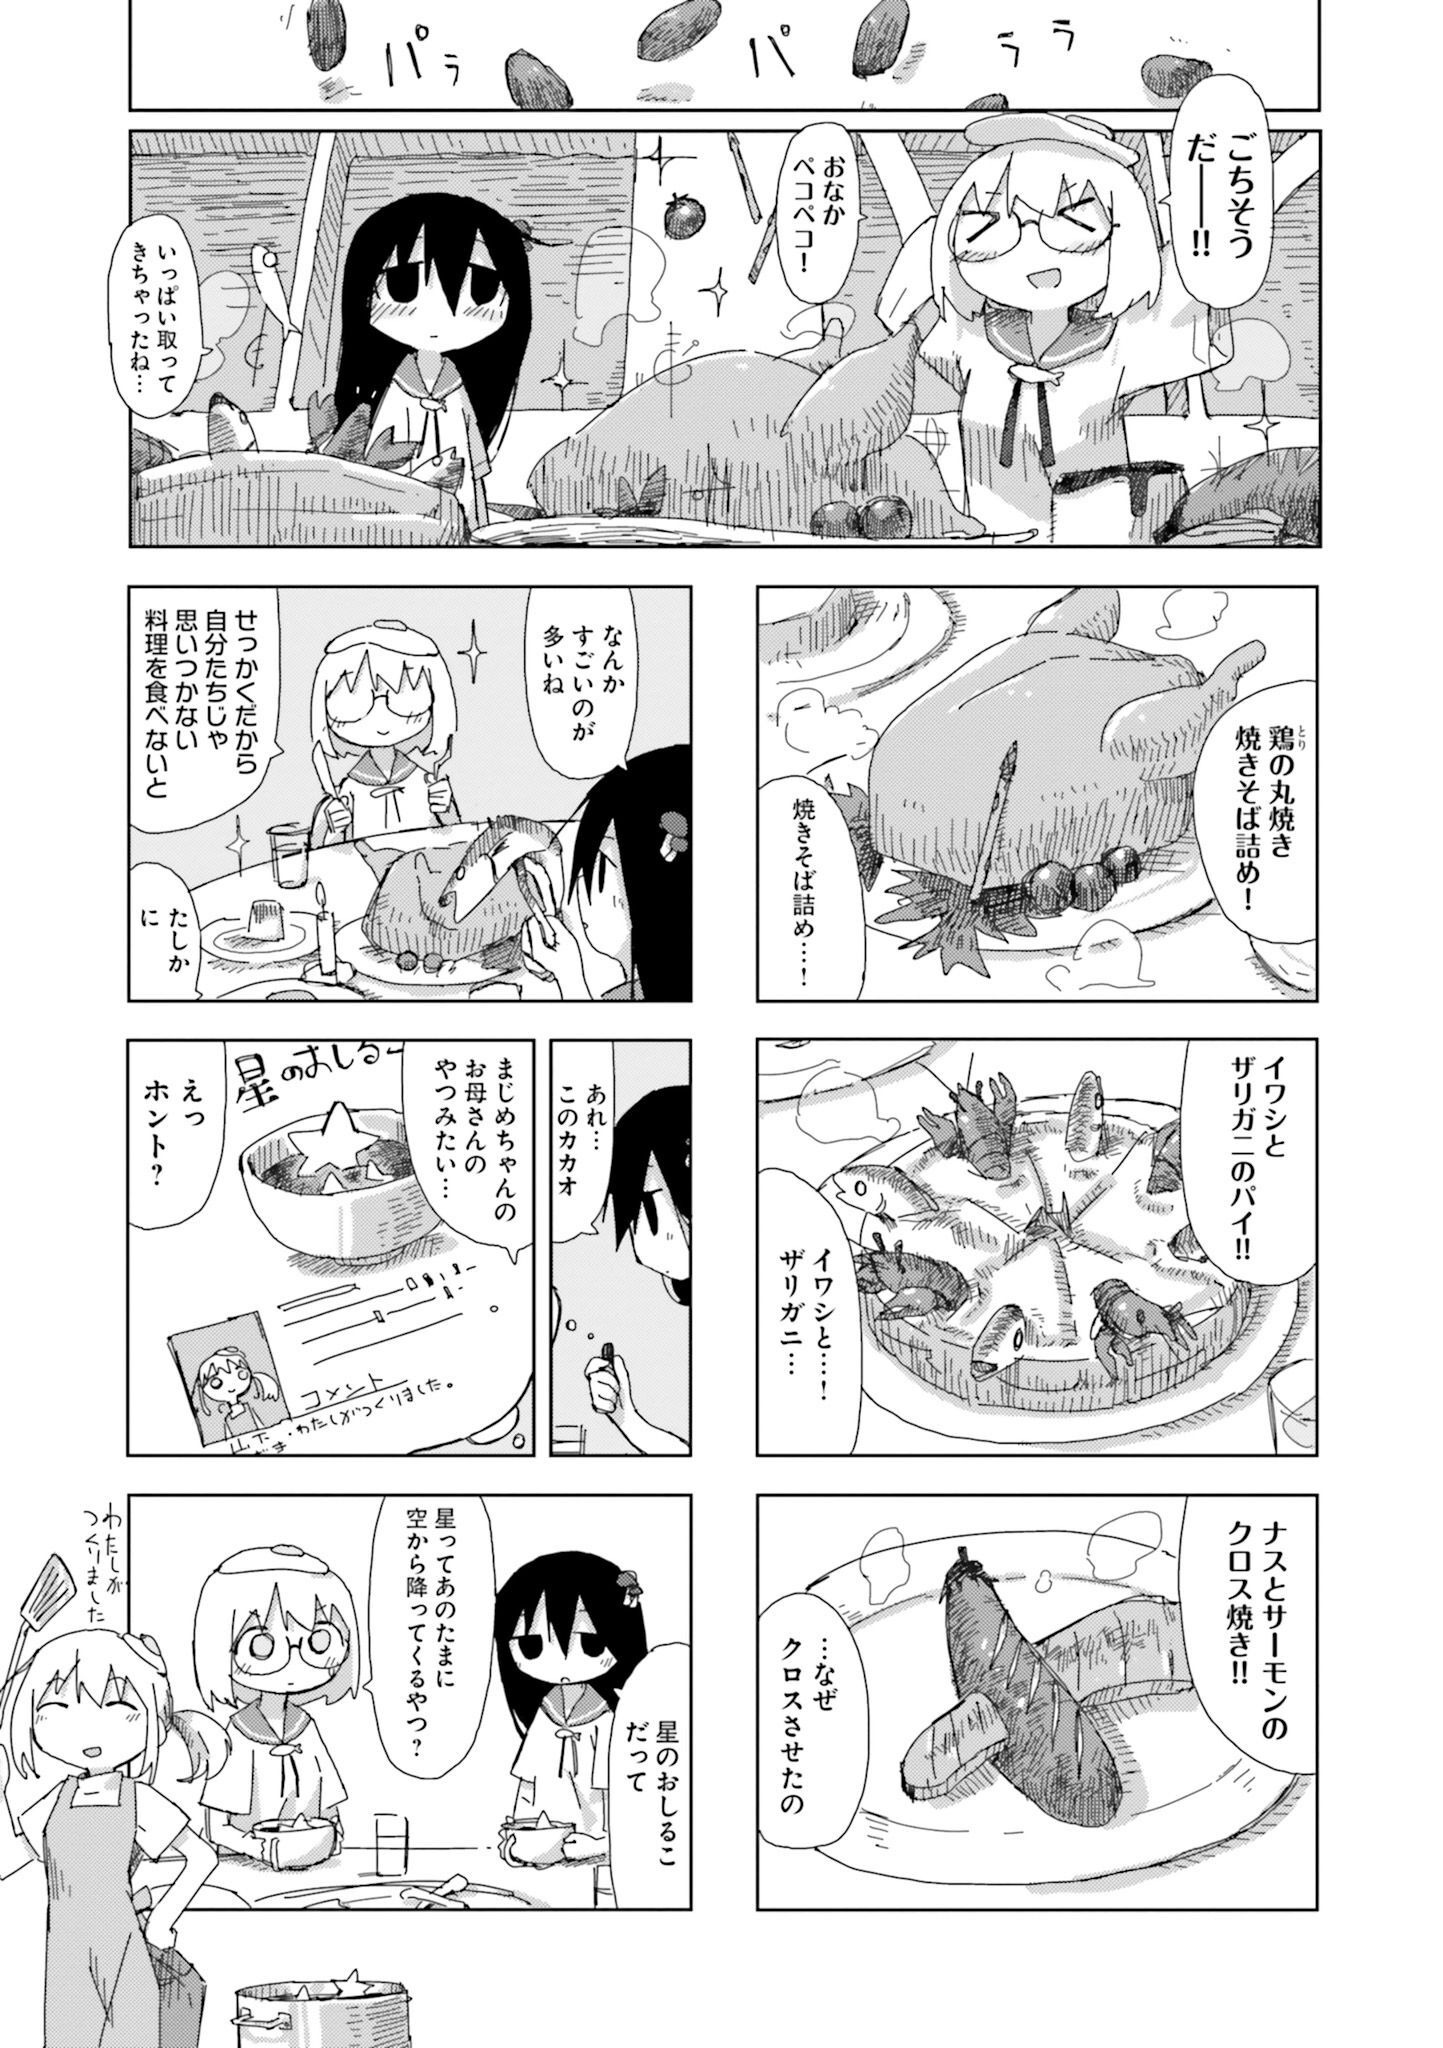 パラ
パ
ララ
ごちそう
だ――!!
おなか
ペコペコ!
いっぱい取って
きちゃったね…
鶏の丸焼き
とり
焼きそば詰め!
焼きそば詰め…!
イワシと
ザリガニのパイ!!
イワシと…!
ザリガニ…
ナスとサーモンの
クロス焼き!!
…なぜ
クロスさせたの
なんか
すごいのが
多いね
せっかくだから
自分たちじゃ
思いつかない
料理を食べないと
たしか
に
あれ…
このカカオ
まじめちゃんの
お母さんの
やつみたい…
星のおしるこ
えっ
ホント?
コメント
わたしがつくりました。
星のおしるこ
だって
星ってあのたまに
空から降ってくるやつ?
わたしが
つくりました